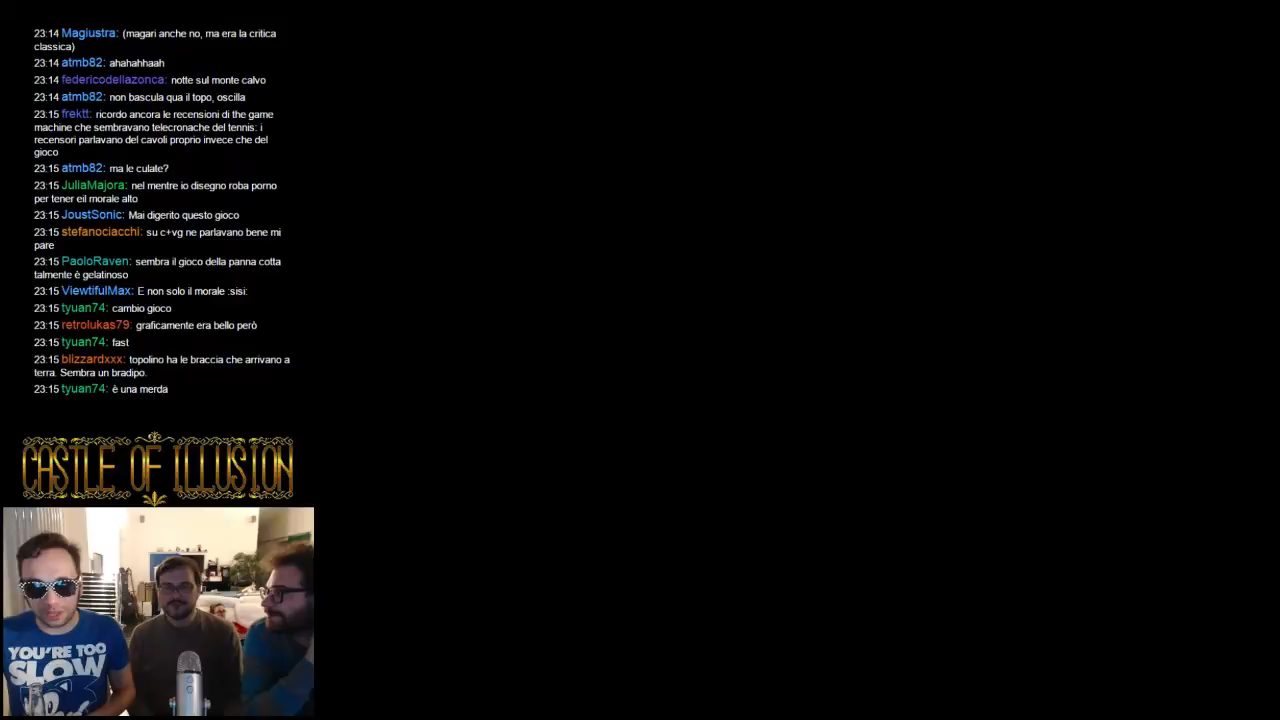 23:14 Magiustra: (magari anche no, ma era la critica
classica)
23:14 atmb82: ahahahhaah
23:14 federicodellazonca: notte sul monte calvo
23:14 atmb82: non bascula qua il topo, oscilla
23:15 frektt: ricordo ancora le recensioni di the game
machine che sembravano telecronache del tennis: i
recensori parlavano del cavoli proprio invece che del
gioco
23:15 atmb82: ma le culate?
23:15 JuliaMajora: nel mentre io disegno roba porno
per tener eil morale alto
23:15 JoustSonic: Mai digerito questo gioco
23:15 stefanociacchi: su c+vg ne parlavano bene mi
pare
23:15 PaoloRaven: sembra il gioco della panna cotta
talmente è gelatinoso
23:15 ViewtifulMax: E non solo il morale :sisi:
23:15 tyuan74: cambio gioco
23:15 retrolukas79: graficamente era bello però
23:15 tyuan74: fast
23:15 blizzardxxx: topolino ha le braccia che arrivano a
terra. Sembra un bradipo.
23:15 tyuan74: è una merda
CASTLE OF ILLUSION
YOU'RE TOO
SLOW